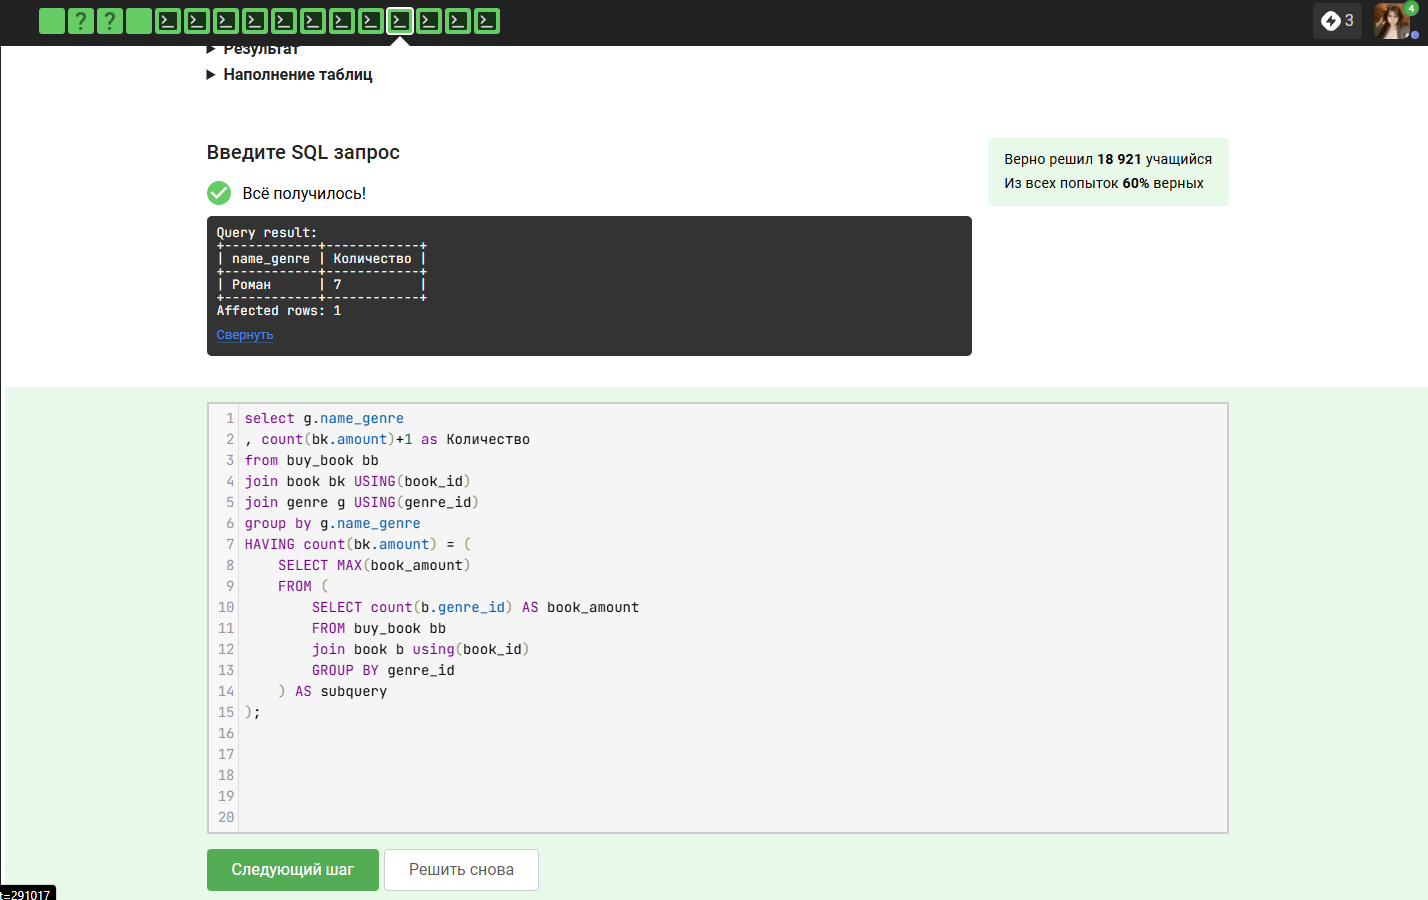 ? ?
3
4
Результат
Наполнение таблиц
Введите SQL запрос
Всё получилось!
Верно решил 18 921 учащийся
Из всех попыток 60% верных
Query result:
+------------+------------+
| name_genre | Количество |
+------------+------------+
| Роман      | 7          |
+------------+------------+
Affected rows: 1
Свернуть
1 select g.name_genre
2 , count(bk.amount)+1 as Количество
3 from buy_book bb
4 join book bk USING(book_id)
5 join genre g USING(genre_id)
6 group by g.name_genre
7 HAVING count(bk.amount) = (
8     SELECT MAX(book_amount)
9     FROM (
10         SELECT count(b.genre_id) AS book_amount
11         FROM buy_book bb
12         join book b using(book_id)
13         GROUP BY genre_id
14     ) AS subquery
15 );
16
17
18
19
20
Следующий шаг
Решить снова
t=291017